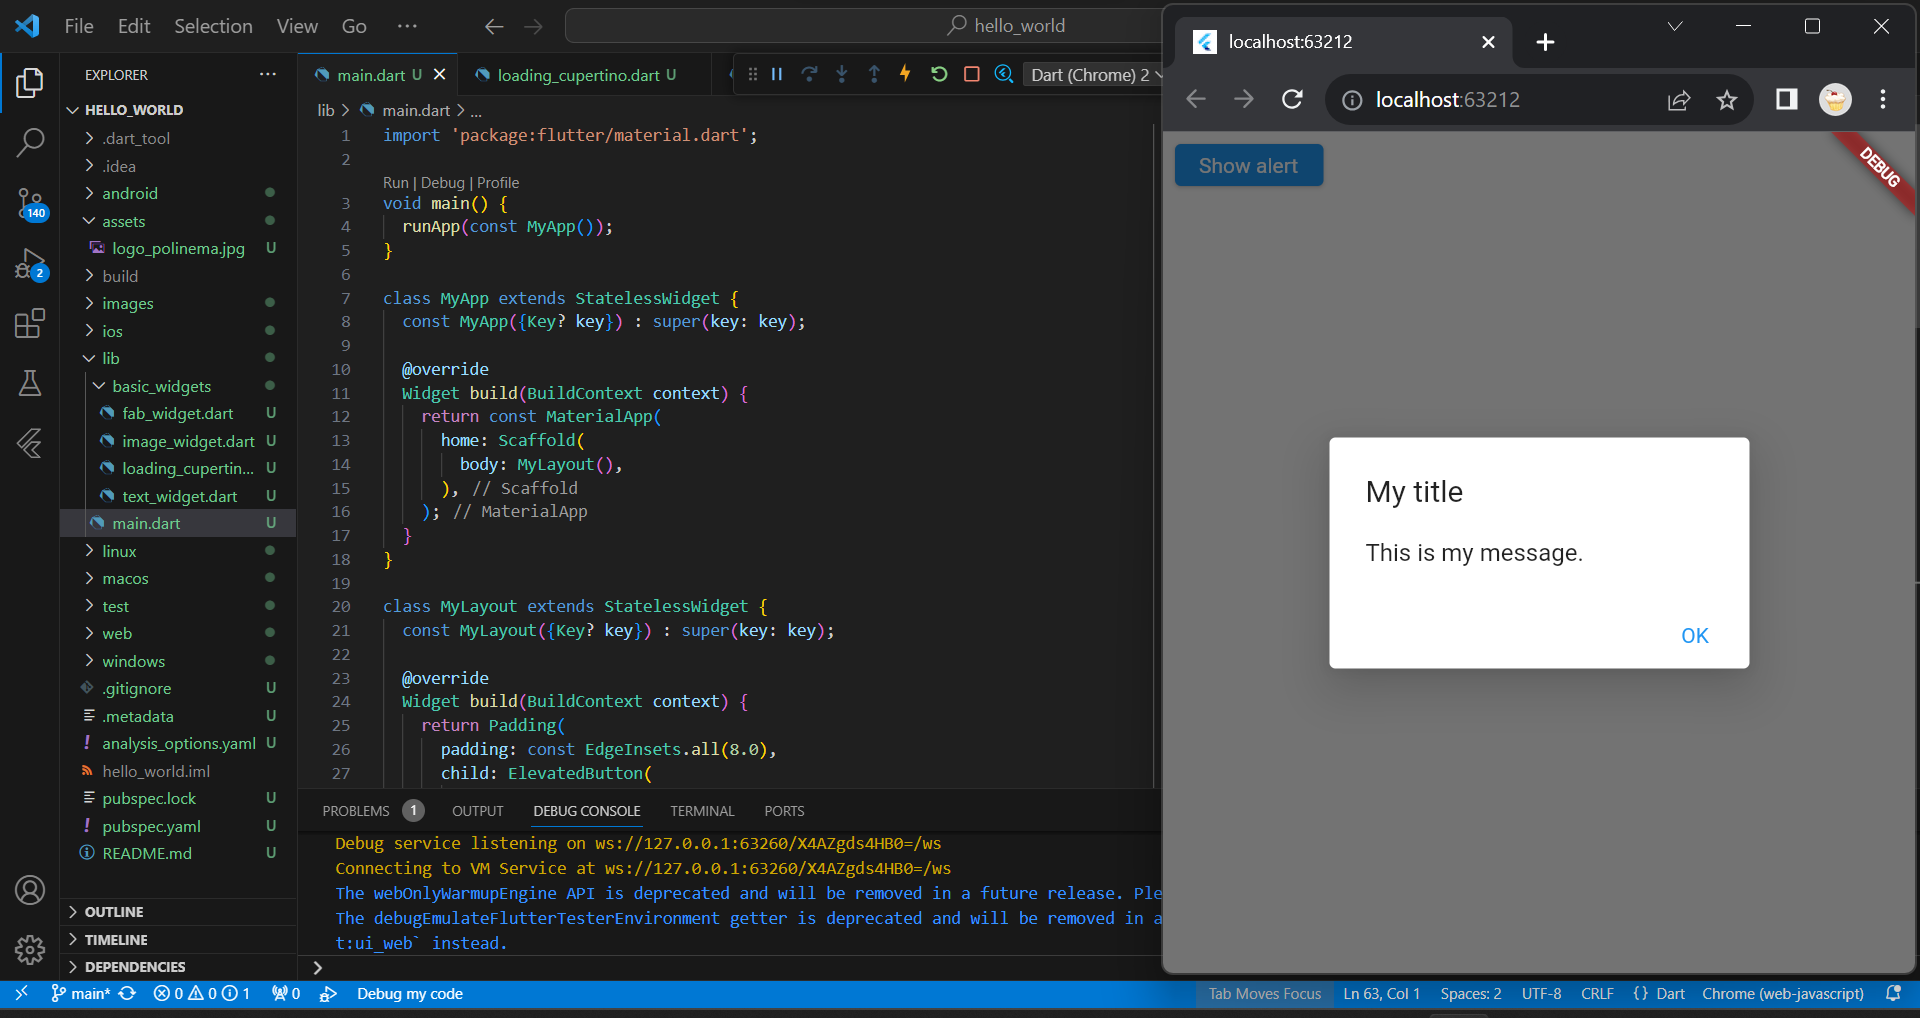 File Edit Selection View Go ··· hello_world
EXPLORER ···
HELLO_WORLD
.dart_tool
.idea
android
assets
logo_polinema.jpg U
build
images
ios
lib
basic_widgets
fab_widget.dart U
image_widget.dart U
loading_cupertin... U
text_widget.dart U
main.dart U
linux
macos
test
web
windows
.gitignore U
.metadata U
analysis_options.yaml U
hello_world.iml
pubspec.lock U
pubspec.yaml U
README.md U
OUTLINE
TIMELINE
DEPENDENCIES
140
2
main.dart U loading_cupertino.dart U Dart (Chrome) 2
lib > main.dart > ...
1 import 'package:flutter/material.dart';
2
Run | Debug | Profile
3 void main() {
4 runApp(const MyApp());
5 }
6
7 class MyApp extends StatelessWidget {
8 const MyApp({Key? key}) : super(key: key);
9
10 @override
11 Widget build(BuildContext context) {
12 return const MaterialApp(
13 home: Scaffold(
14 body: MyLayout(),
15 ), // Scaffold
16 ); // MaterialApp
17 }
18 }
19
20 class MyLayout extends StatelessWidget {
21 const MyLayout({Key? key}) : super(key: key);
22
23 @override
24 Widget build(BuildContext context) {
25 return Padding(
26 padding: const EdgeInsets.all(8.0),
27 child: ElevatedButton(
PROBLEMS 1 OUTPUT DEBUG CONSOLE TERMINAL PORTS
Debug service listening on ws://127.0.0.1:63260/X4AZgds4HB0=/ws
Connecting to VM Service at ws://127.0.0.1:63260/X4AZgds4HB0=/ws
The webOnlyWarmupEngine API is deprecated and will be removed in a future release. Ple
The debugEmulateFlutterTesterEnvironment getter is deprecated and will be removed in a
t:ui_web` instead.
localhost:63212
localhost:63212
Show alert
DEBUG
My title
This is my message.
OK
main* 0 0 1 0 Debug my code Tab Moves Focus Ln 63, Col 1 Spaces: 2 UTF-8 CRLF {} Dart Chrome (web-javascript)